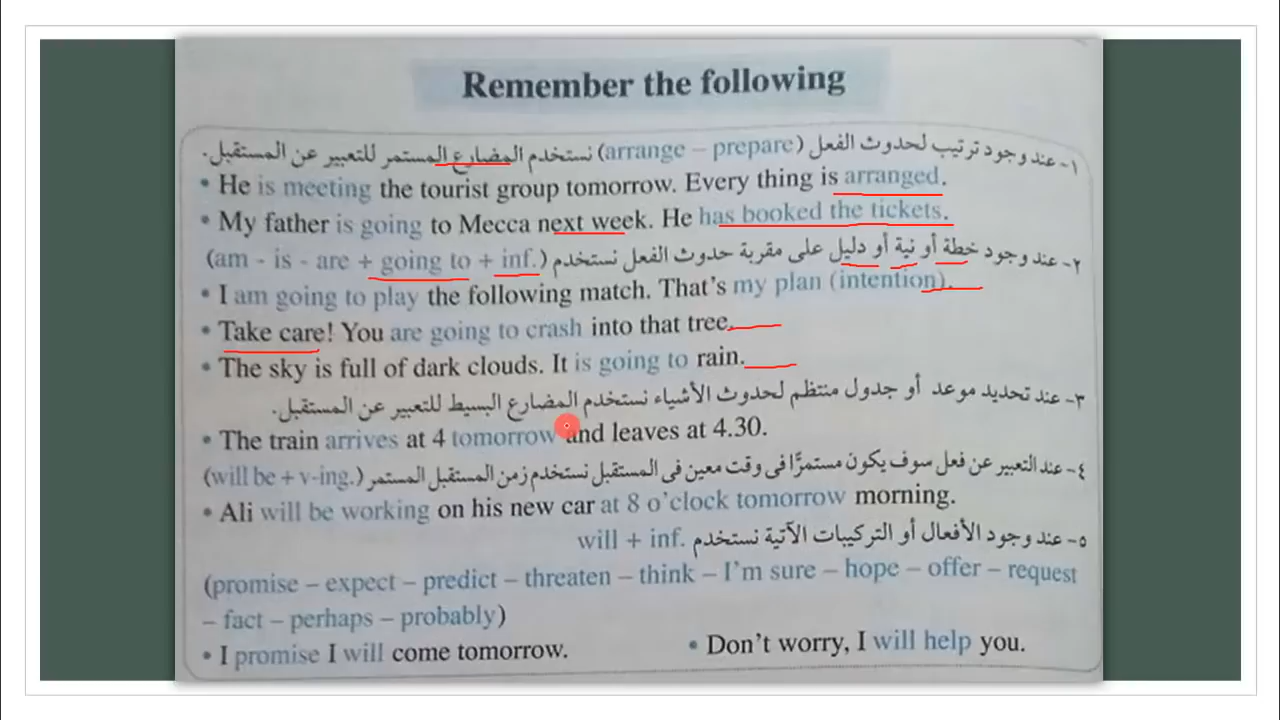 Remember the following
١- عند وجود ترتيب لحدوث الفعل (arrange – prepare) نستخدم المضارع المستمر للتعبير عن المستقبل.
• He is meeting the tourist group tomorrow. Every thing is arranged.
• My father is going to Mecca next week. He has booked the tickets.
٢- عند وجود خطة أو نية أو دليل على مقربة حدوث الفعل نستخدم (am - is - are + going to + inf.)
• I am going to play the following match. That's my plan (intention).
• Take care! You are going to crash into that tree.
• The sky is full of dark clouds. It is going to rain.
٣- عند تحديد موعد أو جدول منتظم لحدوث الأشياء نستخدم المضارع البسيط للتعبير عن المستقبل.
• The train arrives at 4 tomorrow and leaves at 4.30.
٤- عند التعبير عن فعل سوف يكون مستمرًّا فى وقت معين فى المستقبل نستخدم زمن المستقبل المستمر (will be + v-ing.)
• Ali will be working on his new car at 8 o'clock tomorrow morning.
٥- عند وجود الأفعال أو التركيبات الآتية نستخدم will + inf.
(promise – expect – predict – threaten – think – I'm sure – hope – offer – request
– fact – perhaps – probably)
• I promise I will come tomorrow. • Don't worry, I will help you.